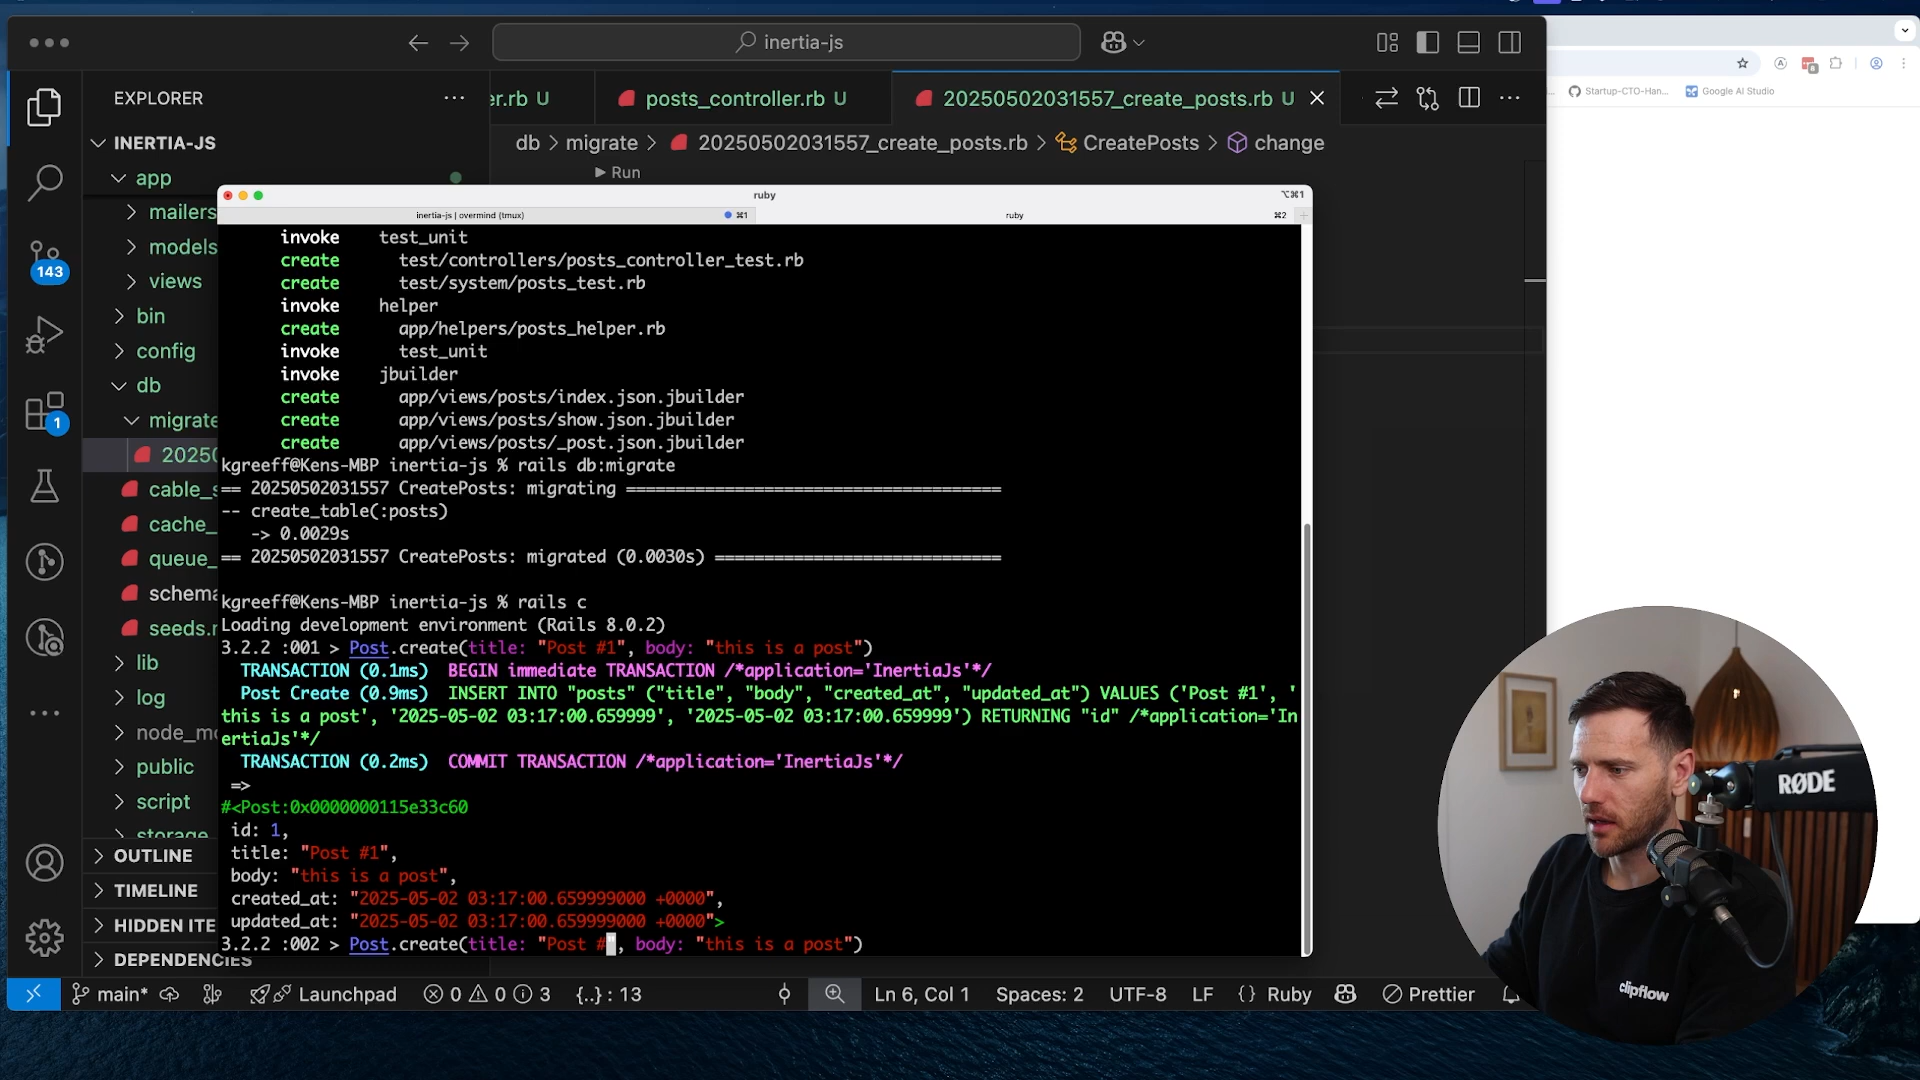 inertia-js
EXPLORER
er.rb U
posts_controller.rb U
20250502031557_create_posts.rb U
Startup-CTO-Han...
Google AI Studio
INERTIA-JS
db > migrate > 20250502031557_create_posts.rb > CreatePosts > change
Run
app
mailers
models
views
bin
config
db
migrate
20250
cable_s
cache_
queue_
schema
seeds.r
lib
log
node_mo
public
script
storage
OUTLINE
TIMELINE
HIDDEN ITE
DEPENDENCIES
143
1
ruby
⌥⌘1
inertia-js | overmind (tmux)
⌘1
ruby
⌘2
invoke test_unit
create test/controllers/posts_controller_test.rb
create test/system/posts_test.rb
invoke helper
create app/helpers/posts_helper.rb
invoke test_unit
invoke jbuilder
create app/views/posts/index.json.jbuilder
create app/views/posts/show.json.jbuilder
create app/views/posts/_post.json.jbuilder
kgreeff@Kens-MBP inertia-js % rails db:migrate
== 20250502031557 CreatePosts: migrating ======================================
-- create_table(:posts)
-> 0.0029s
== 20250502031557 CreatePosts: migrated (0.0030s) =============================
kgreeff@Kens-MBP inertia-js % rails c
Loading development environment (Rails 8.0.2)
3.2.2 :001 > Post.create(title: "Post #1", body: "this is a post")
TRANSACTION (0.1ms) BEGIN immediate TRANSACTION /*application='InertiaJs'*/
Post Create (0.9ms) INSERT INTO "posts" ("title", "body", "created_at", "updated_at") VALUES ('Post #1', '
this is a post', '2025-05-02 03:17:00.659999', '2025-05-02 03:17:00.659999') RETURNING "id" /*application='In
ertiaJs'*/
TRANSACTION (0.2ms) COMMIT TRANSACTION /*application='InertiaJs'*/
=>
#<Post:0x0000000115e33c60
id: 1,
title: "Post #1",
body: "this is a post",
created_at: "2025-05-02 03:17:00.659999000 +0000",
updated_at: "2025-05-02 03:17:00.659999000 +0000">
3.2.2 :002 > Post.create(title: "Post #", body: "this is a post")
main* Launchpad 0 0 3 {..} : 13 Ln 6, Col 1 Spaces: 2 UTF-8 LF {} Ruby Prettier
RØDE
clipflow